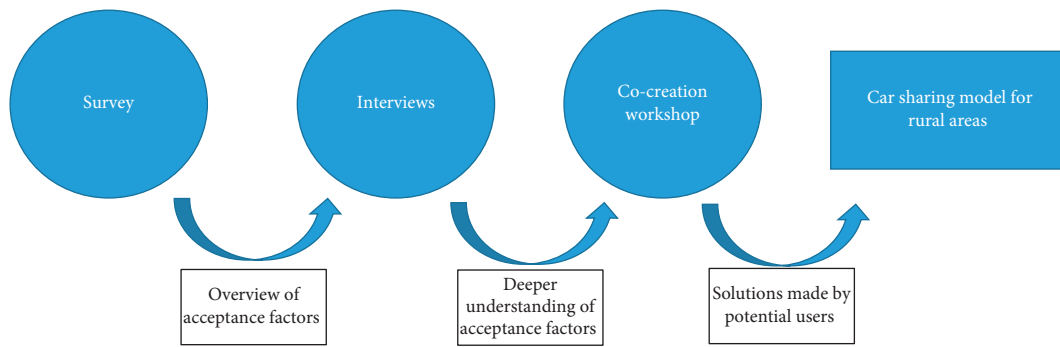 Survey
Interviews
Co-creation
workshop
Car sharing model for
rural areas
Overview of
acceptance factors
Deeper
understanding of
acceptance factors
Solutions made by
potential users